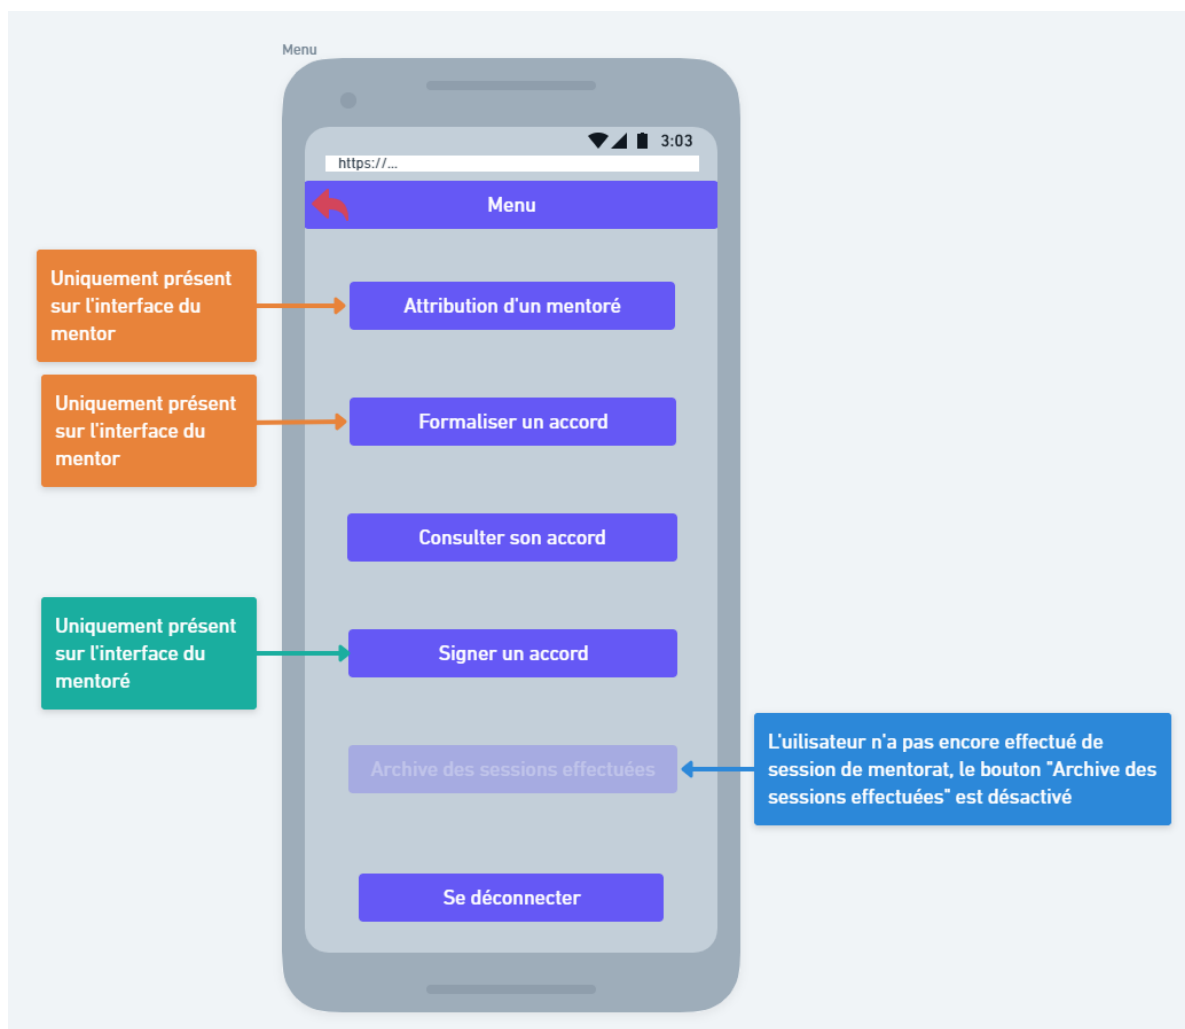 Menu
3:03
https://...
Menu
Uniquement présent
sur l'interface du
mentor
Attribution d'un mentoré
Uniquement présent
sur l'interface du
mentor
Formaliser un accord
Consulter son accord
Uniquement présent
sur l'interface du
mentoré
Signer un accord
Archive des sessions effectuées
L'uilisateur n'a pas encore effectué de
session de mentorat, le bouton "Archive des
sessions effectuées" est désactivé
Se déconnecter